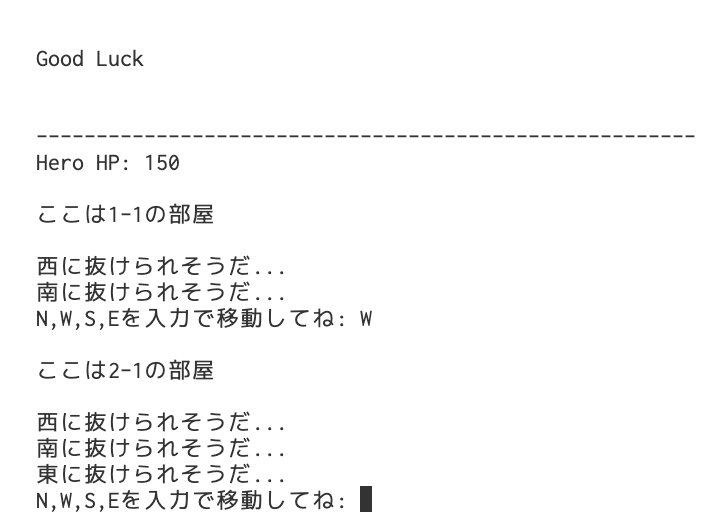 Good Luck
-------------------------------------------------------
Hero HP: 150
ここは1-1の部屋
西に抜けられそうだ...
南に抜けられそうだ...
N,W,S,Eを入力で移動してね: W
ここは2-1の部屋
西に抜けられそうだ...
南に抜けられそうだ...
東に抜けられそうだ...
N,W,S,Eを入力で移動してね: